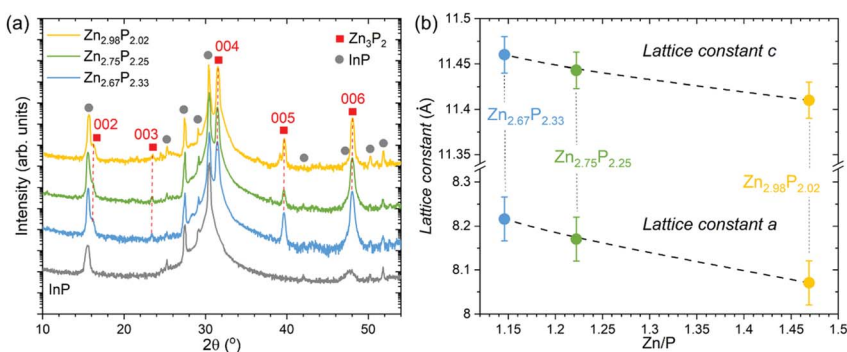 (a)
Zn2.98P2.02
Zn2.75P2.25
Zn2.67P2.33
004
Zn3P2
InP
002
003
005
006
InP
Intensity (arb. units)
10 20 30 40 50
2θ (°)
(b)
11.5
11.45
11.4
11.35
8.3
8.2
8.1
8
Lattice constant (Å)
Lattice constant c
Zn2.67P2.33
Zn2.75P2.25
Zn2.98P2.02
Lattice constant a
1.15 1.2 1.25 1.3 1.35 1.4 1.45 1.5
Zn/P